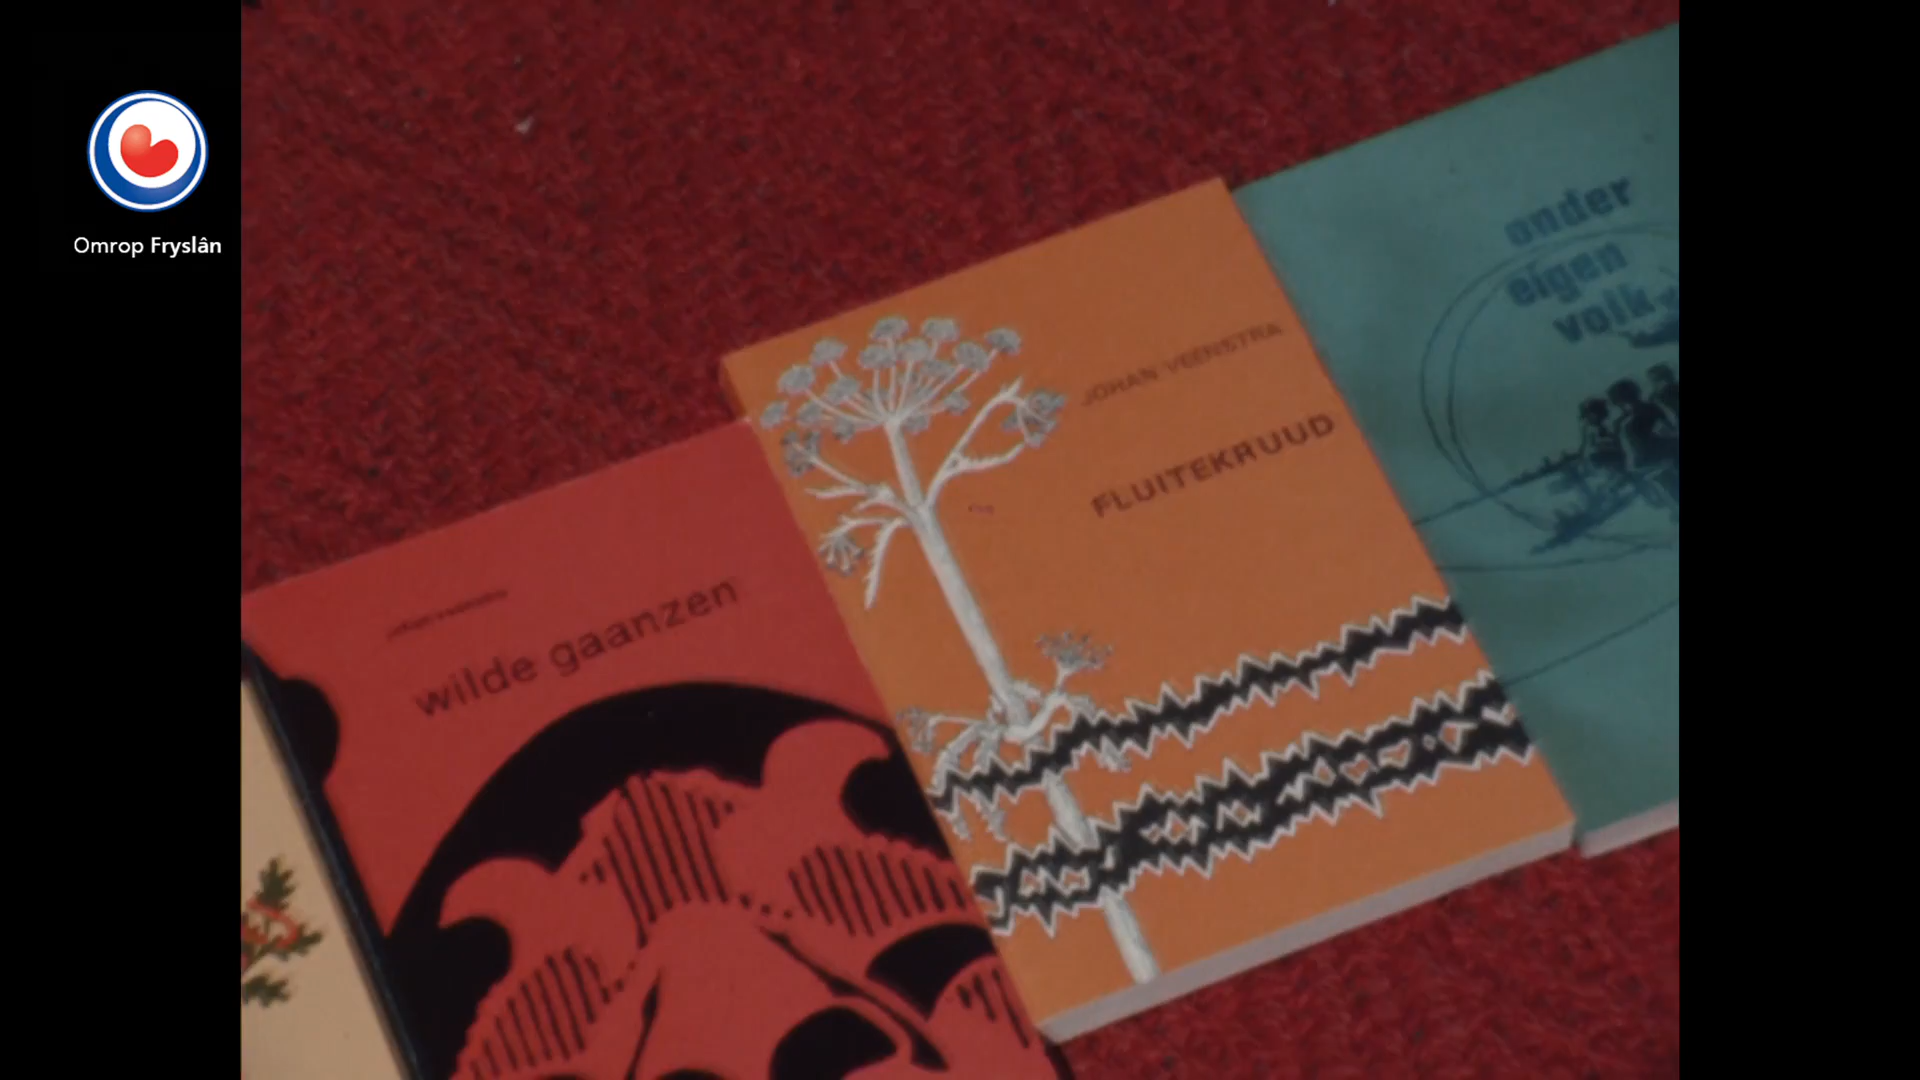 Omrop Fryslân
wilde gaanzen
JOHAN VEENSTRA
FLUITEKRUUD
onder
eigen
volk